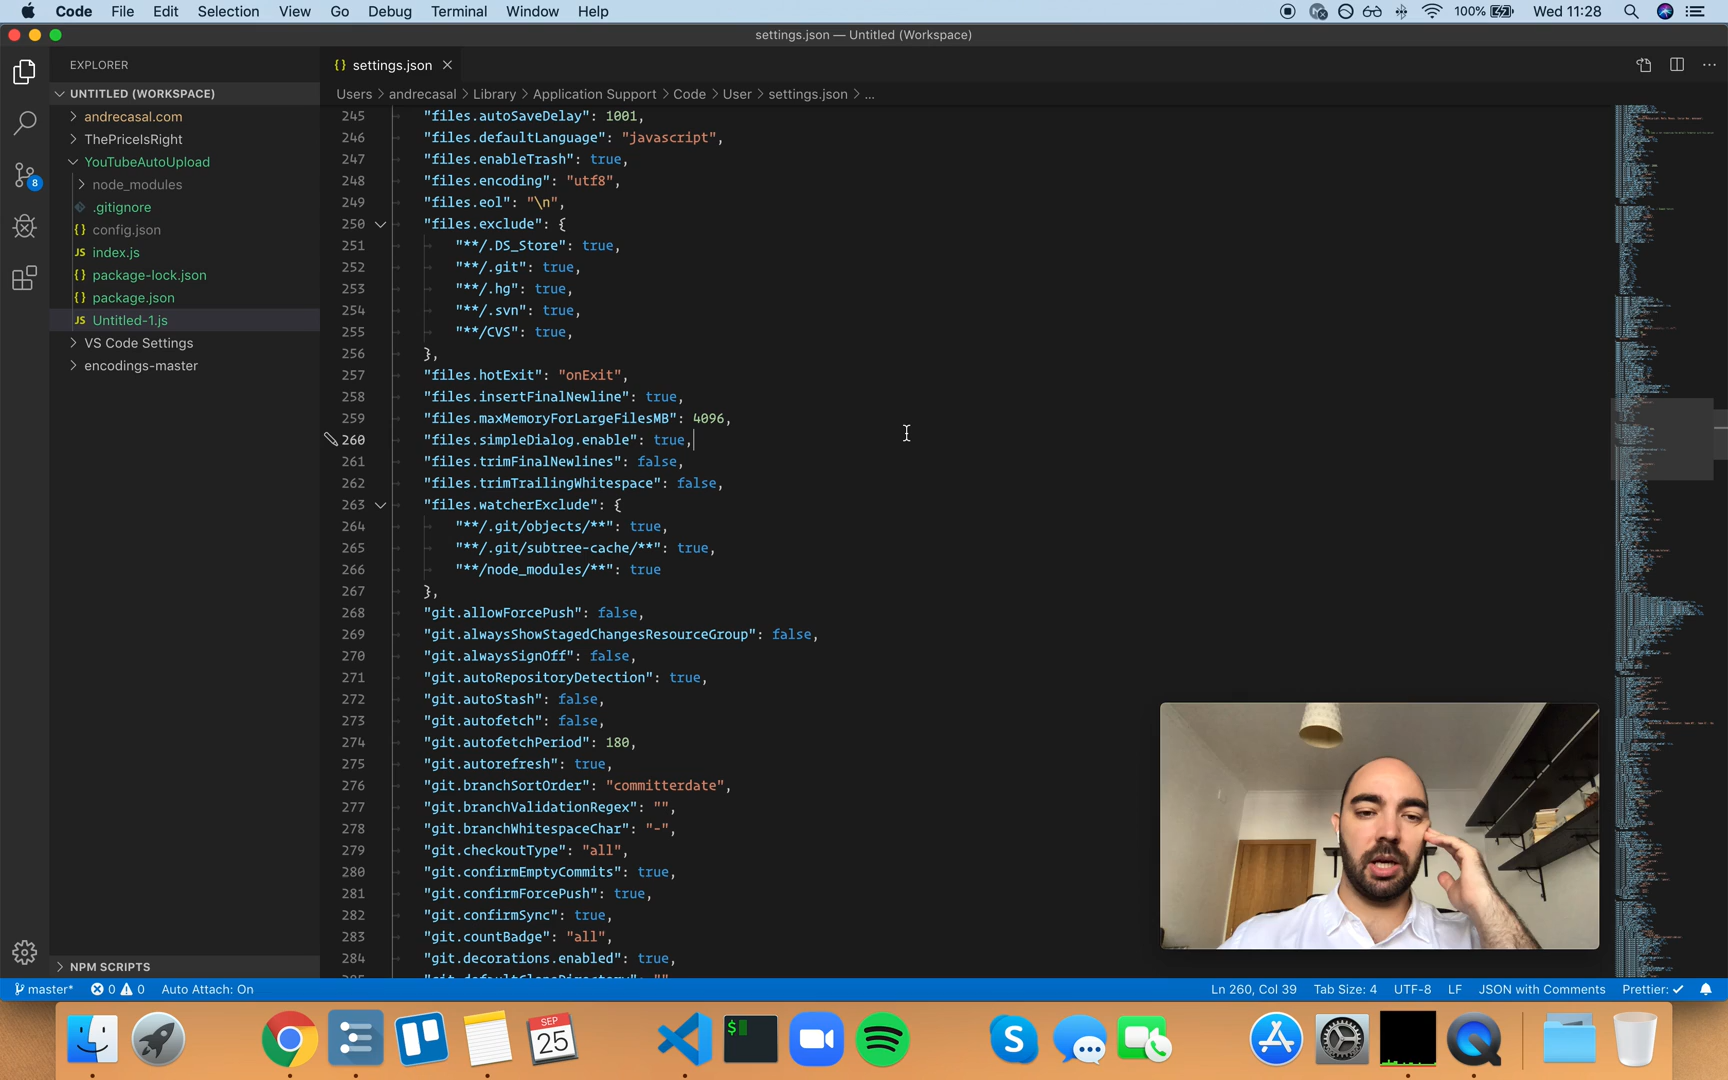 Code File Edit Selection View Go Debug Terminal Window Help 100% Wed 11:28
settings.json — Untitled (Workspace)
EXPLORER
UNTITLED (WORKSPACE)
andrecasal.com
ThePriceIsRight
YouTubeAutoUpload
node_modules
.gitignore
{} config.json
JS index.js
{} package-lock.json
{} package.json
JS Untitled-1.js
VS Code Settings
encodings-master
NPM SCRIPTS
8
{} settings.json
Users > andrecasal > Library > Application Support > Code > User > settings.json > ...
245 "files.autoSaveDelay": 1001,
246 "files.defaultLanguage": "javascript",
247 "files.enableTrash": true,
248 "files.encoding": "utf8",
249 "files.eol": "\n",
250 "files.exclude": {
251 "**/.DS_Store": true,
252 "**/.git": true,
253 "**/.hg": true,
254 "**/.svn": true,
255 "**/CVS": true,
256 },
257 "files.hotExit": "onExit",
258 "files.insertFinalNewline": true,
259 "files.maxMemoryForLargeFilesMB": 4096,
260 "files.simpleDialog.enable": true,
261 "files.trimFinalNewlines": false,
262 "files.trimTrailingWhitespace": false,
263 "files.watcherExclude": {
264 "**/.git/objects/**": true,
265 "**/.git/subtree-cache/**": true,
266 "**/node_modules/**": true
267 },
268 "git.allowForcePush": false,
269 "git.alwaysShowStagedChangesResourceGroup": false,
270 "git.alwaysSignOff": false,
271 "git.autoRepositoryDetection": true,
272 "git.autoStash": false,
273 "git.autofetch": false,
274 "git.autofetchPeriod": 180,
275 "git.autorefresh": true,
276 "git.branchSortOrder": "committerdate",
277 "git.branchValidationRegex": "",
278 "git.branchWhitespaceChar": "-",
279 "git.checkoutType": "all",
280 "git.confirmEmptyCommits": true,
281 "git.confirmForcePush": true,
282 "git.confirmSync": true,
283 "git.countBadge": "all",
284 "git.decorations.enabled": true,
master* 0 0 Auto Attach: On Ln 260, Col 39 Tab Size: 4 UTF-8 LF JSON with Comments Prettier: ✓
SEP
25
$
S